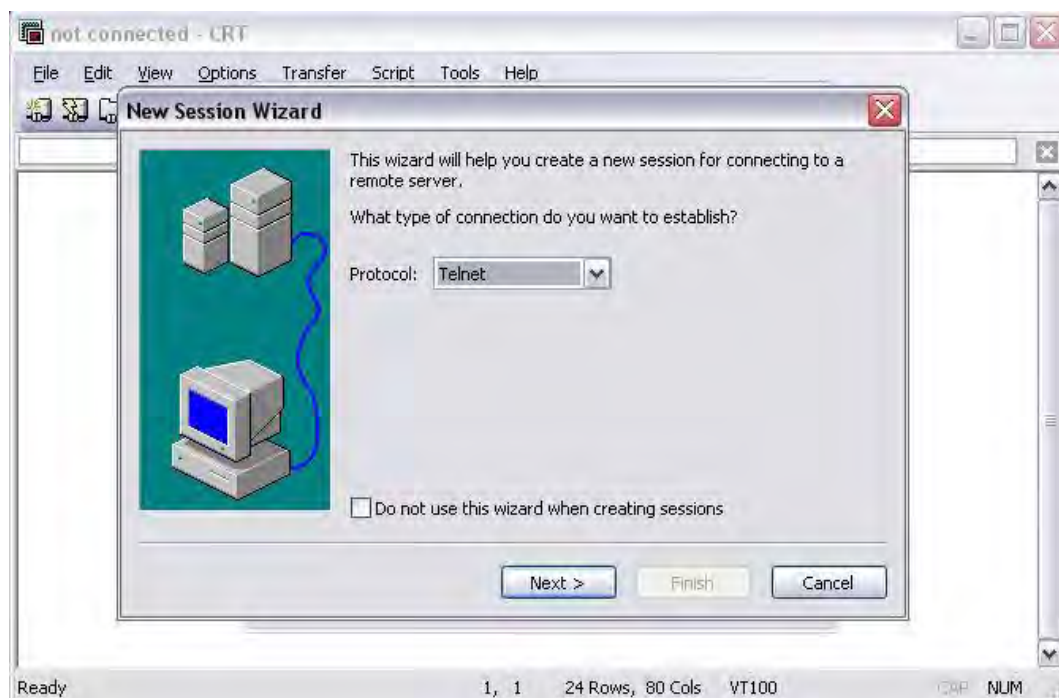 not connected - CRT
File Edit View Options Transfer Script Tools Help
New Session Wizard
This wizard will help you create a new session for connecting to a
remote server.
What type of connection do you want to establish?
Protocol: Telnet
Do not use this wizard when creating sessions
Next > Finish Cancel
Ready 1, 1 24 Rows, 80 Cols VT100 CAP NUM